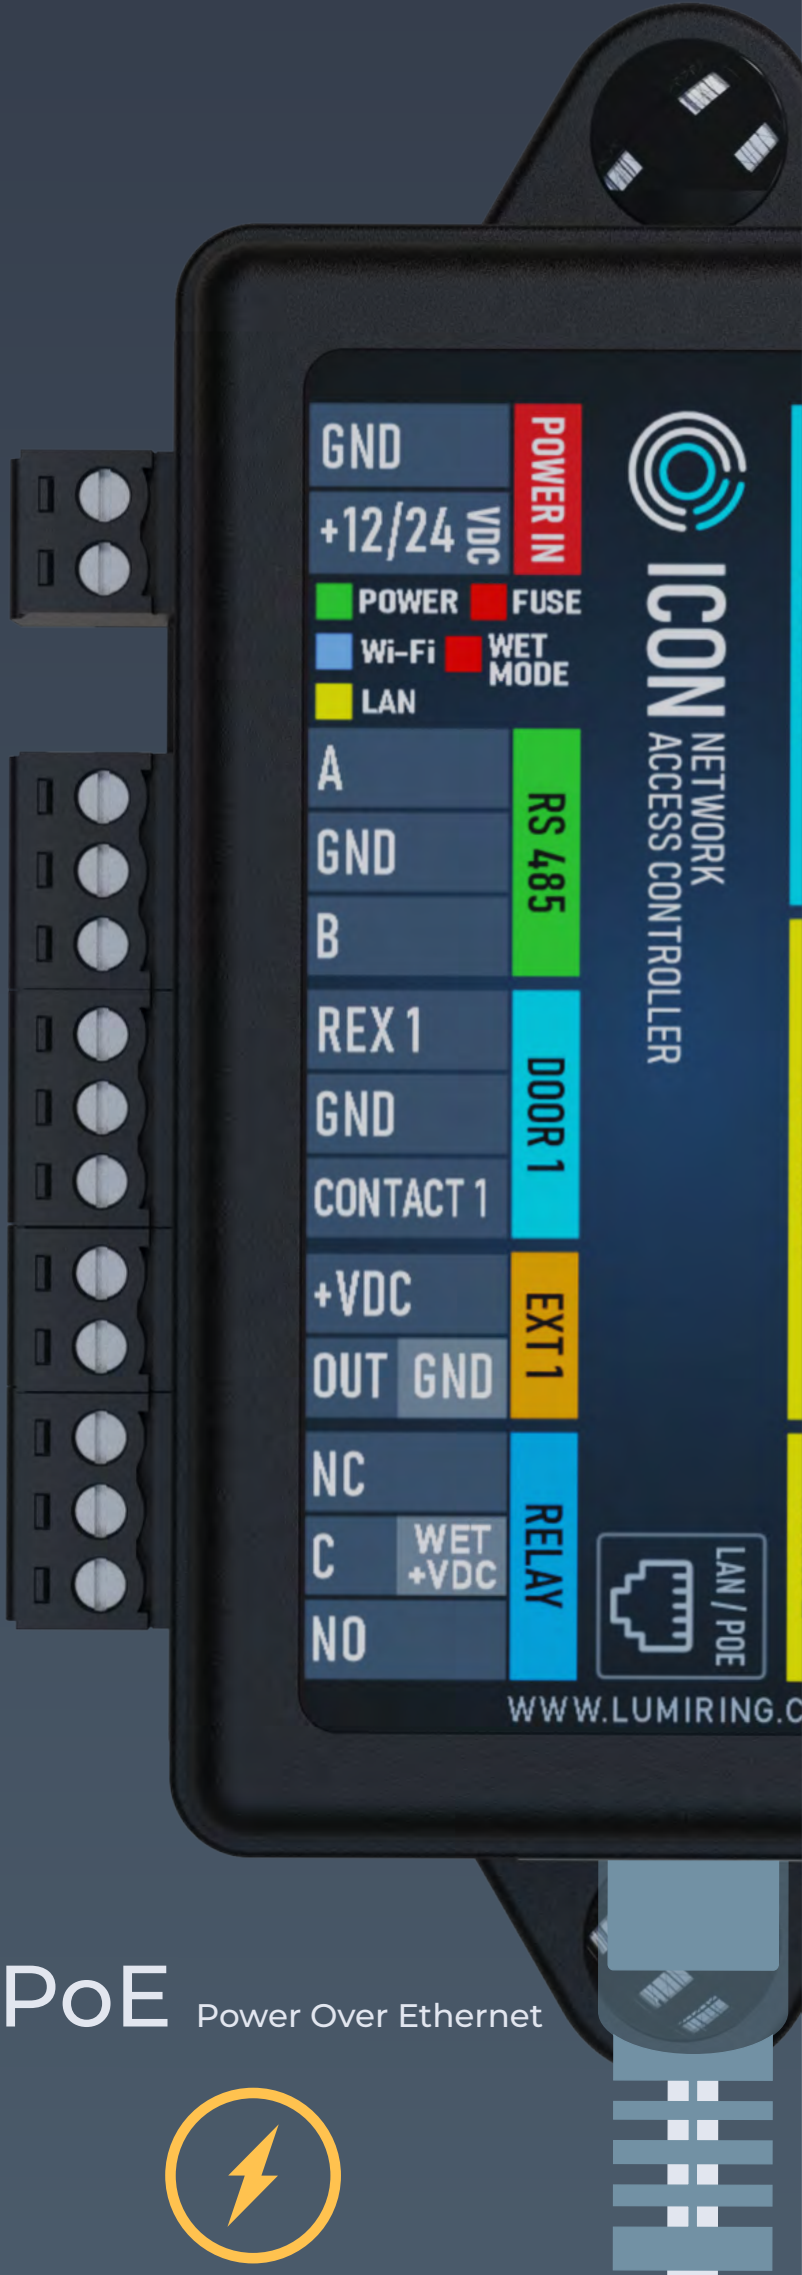 GND
+12/24 VDC
POWER IN
POWER FUSE
Wi-Fi WET MODE
LAN
A
GND
B
RS 485
REX 1
GND
CONTACT 1
DOOR 1
+VDC
OUT GND
EXT 1
NC
C WET +VDC
NO
RELAY
ICON
NETWORK
ACCESS CONTROLLER
LAN / POE
WWW.LUMIRING.C
PoE Power Over Ethernet